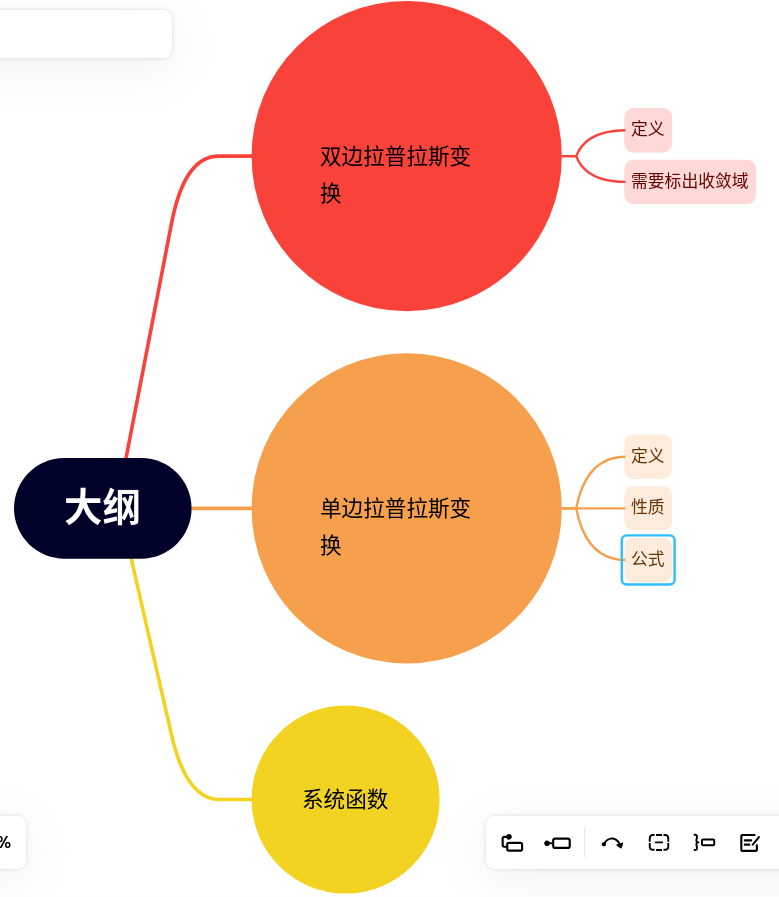 双边拉普拉斯变
换
定义
需要标出收敛域
大纲
单边拉普拉斯变
换
定义
性质
公式
系统函数
%